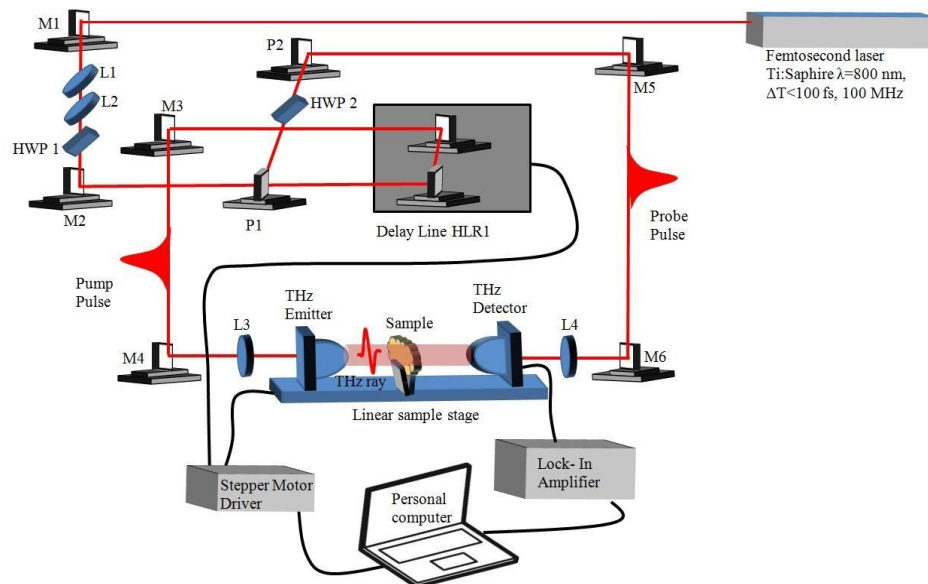 M1
P2
M5
Femtosecond laser
Ti:Saphire λ=800 nm,
ΔT<100 fs, 100 MHz
L1
L2
M3
HWP 2
HWP 1
M2
P1
Delay Line HLR1
Probe
Pulse
Pump
Pulse
THz
Emitter
THz
Detector
L3
Sample
L4
M4
M6
THz ray
Linear sample stage
Stepper Motor
Driver
Personal
computer
Lock- In
Amplifier